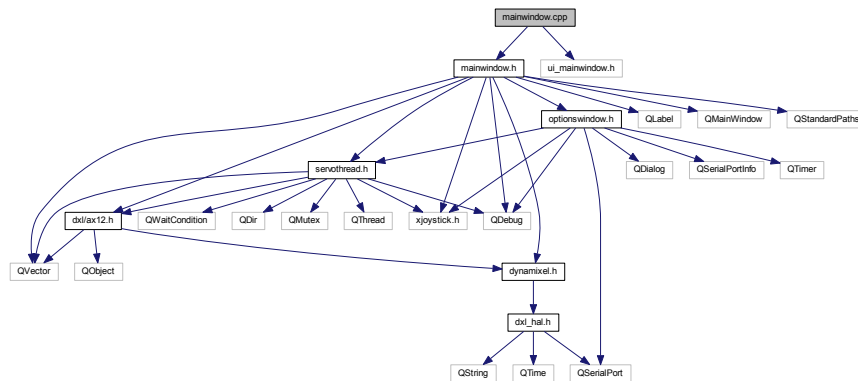 mainwindow.cpp
mainwindow.h
ui_mainwindow.h
optionswindow.h
QLabel
QMainWindow
QStandardPaths
servothread.h
QDialog
QSerialPortInfo
QTimer
dxl/ax12.h
QWaitCondition
QDir
QMutex
QThread
xjoystick.h
QDebug
QVector
QObject
dynamixel.h
dxl_hal.h
QString
QTime
QSerialPort